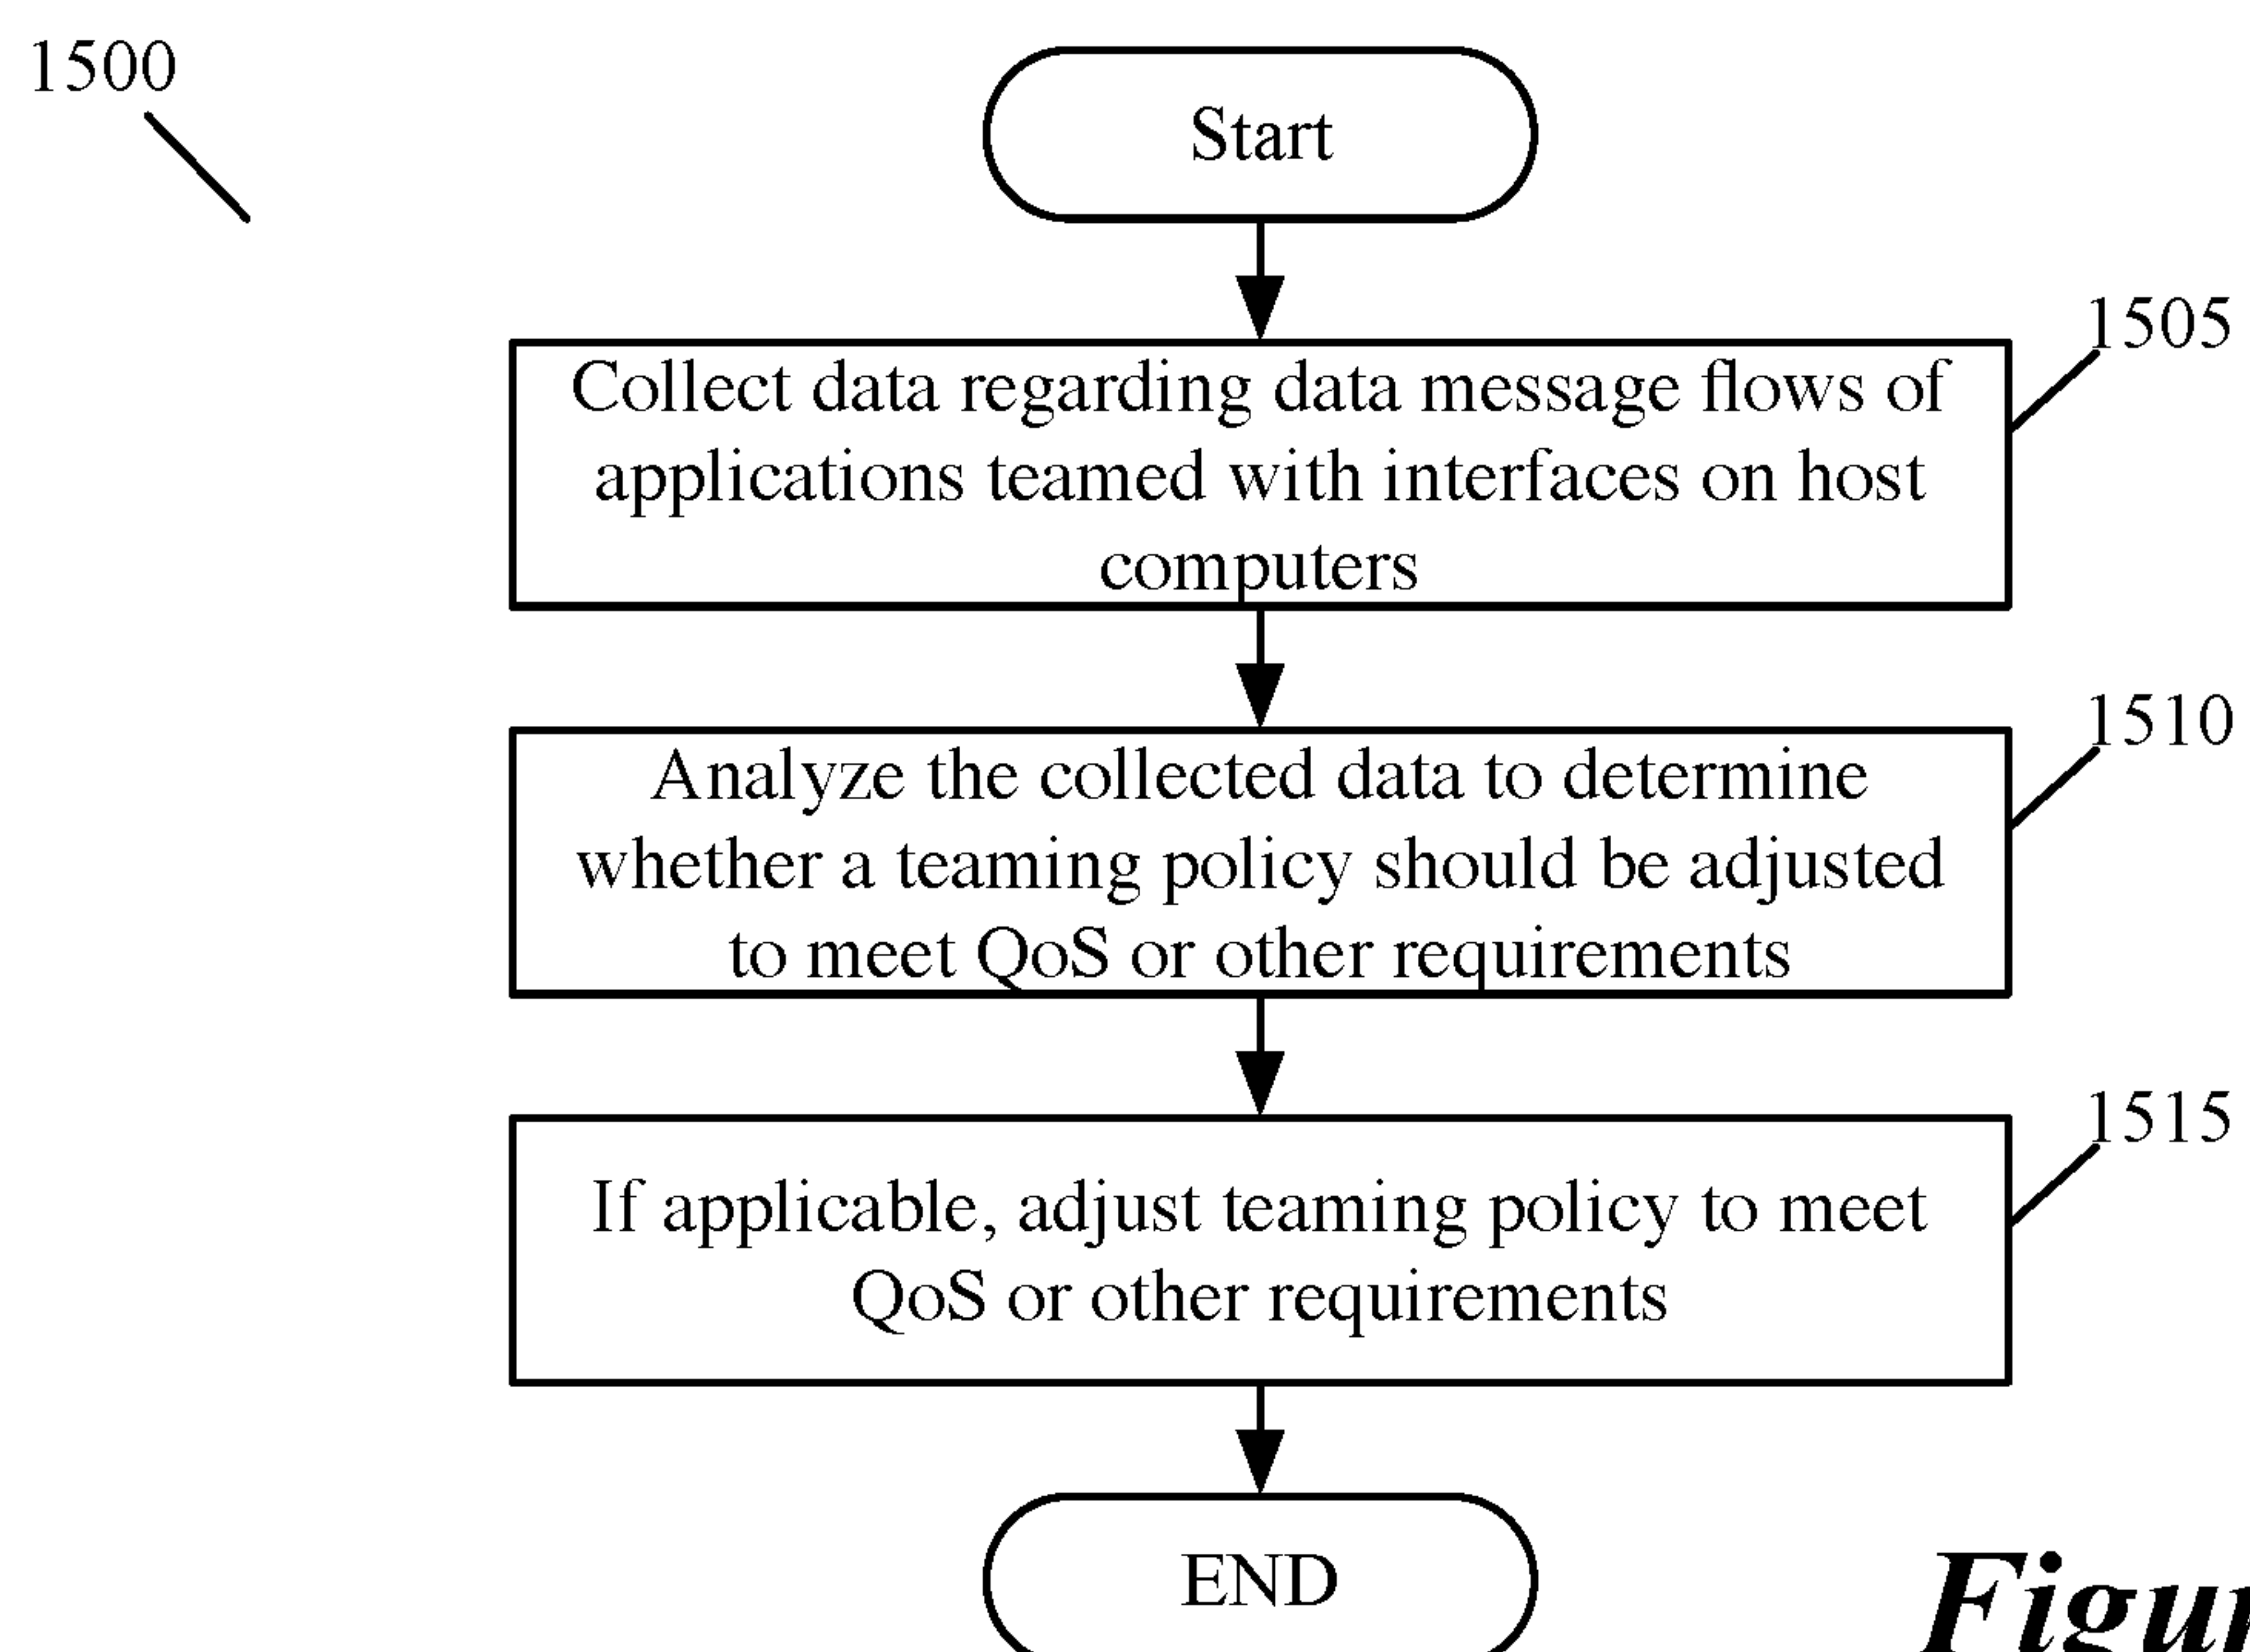 1500
Start
1505
Collect data regarding data message flows of
applications teamed with interfaces on host
computers
1510
Analyze the collected data to determine
whether a teaming policy should be adjusted
to meet QoS or other requirements
1515
If applicable, adjust teaming policy to meet
QoS or other requirements
END